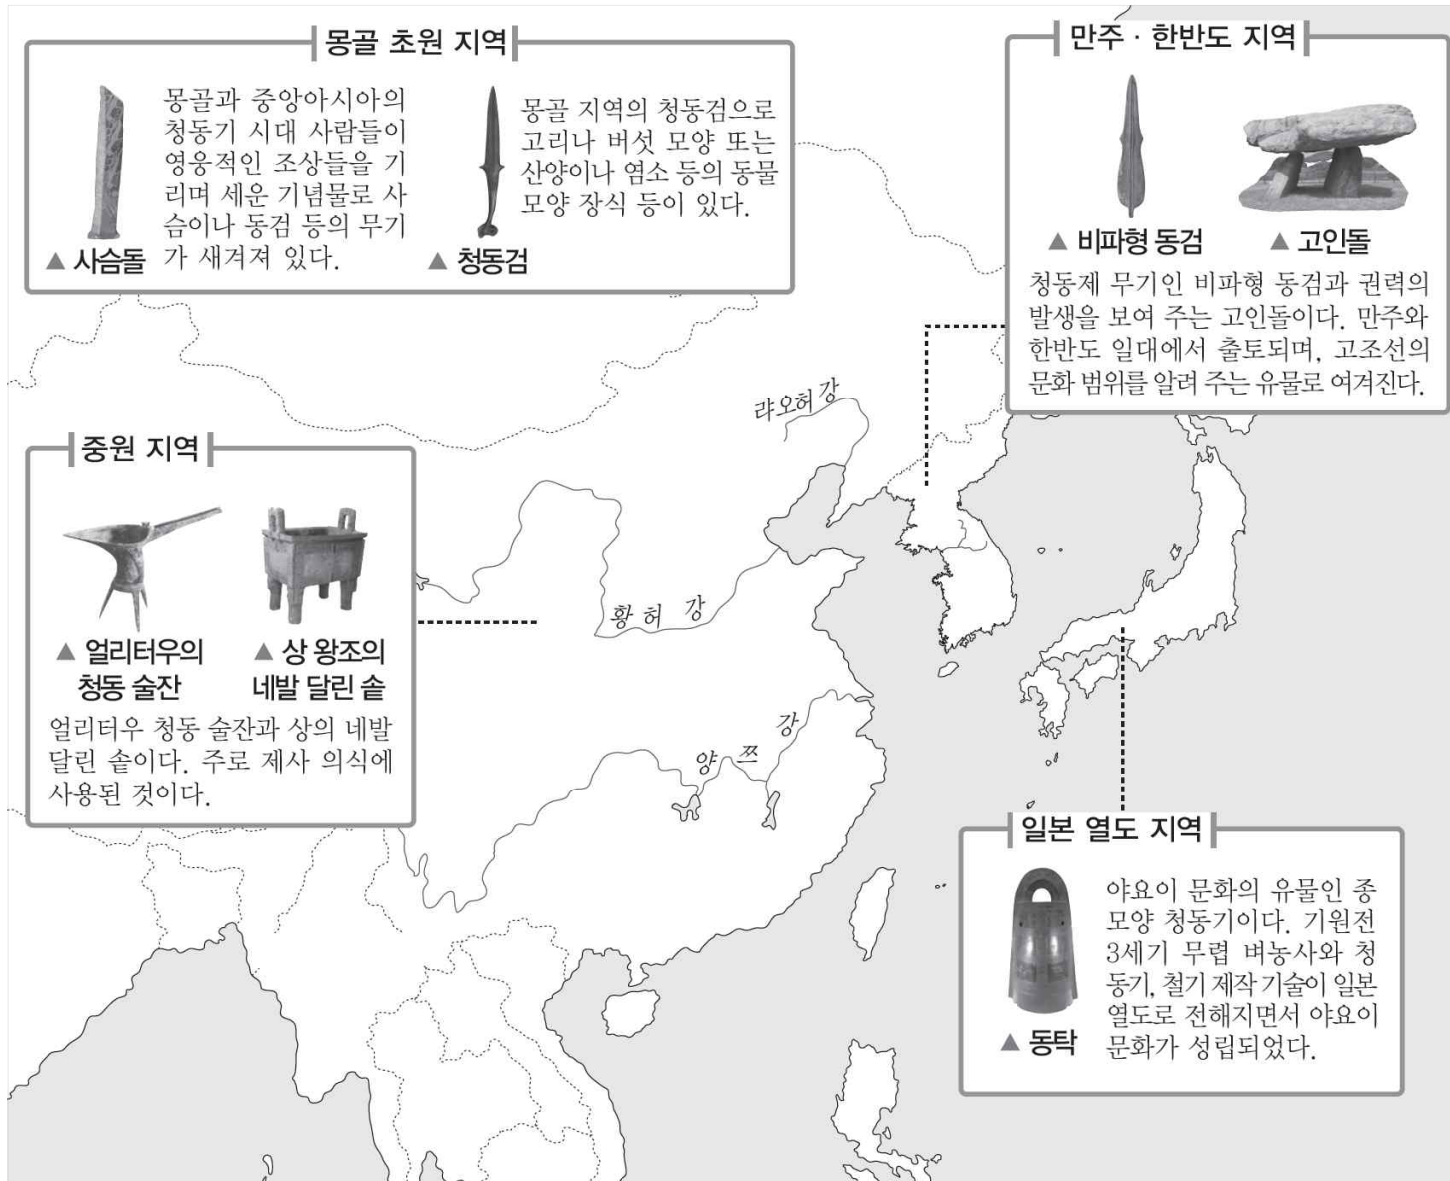 몽골 초원 지역
몽골과 중앙아시아의
청동기 시대 사람들이
영웅적인 조상들을 기
리며 세운 기념물로 사
슴이나 동검 등의 무기
가 새겨져 있다.
▲ 사슴돌
몽골 지역의 청동검으로
고리나 버섯 모양 또는
산양이나 염소 등의 동물
모양 장식 등이 있다.
▲ 청동검
만주 · 한반도 지역
▲ 비파형 동검
▲ 고인돌
청동제 무기인 비파형 동검과 권력의
발생을 보여 주는 고인돌이다. 만주와
한반도 일대에서 출토되며, 고조선의
문화 범위를 알려 주는 유물로 여겨진다.
랴오허 강
중원 지역
▲ 얼리터우의
청동 술잔
▲ 상 왕조의
네발 달린 솥
얼리터우 청동 술잔과 상의 네발
달린 솥이다. 주로 제사 의식에
사용된 것이다.
황허 강
양쯔 강
일본 열도 지역
▲ 동탁
야요이 문화의 유물인 종
모양 청동기이다. 기원전
3세기 무렵 벼농사와 청
동기, 철기 제작 기술이 일본
열도로 전해지면서 야요이
문화가 성립되었다.